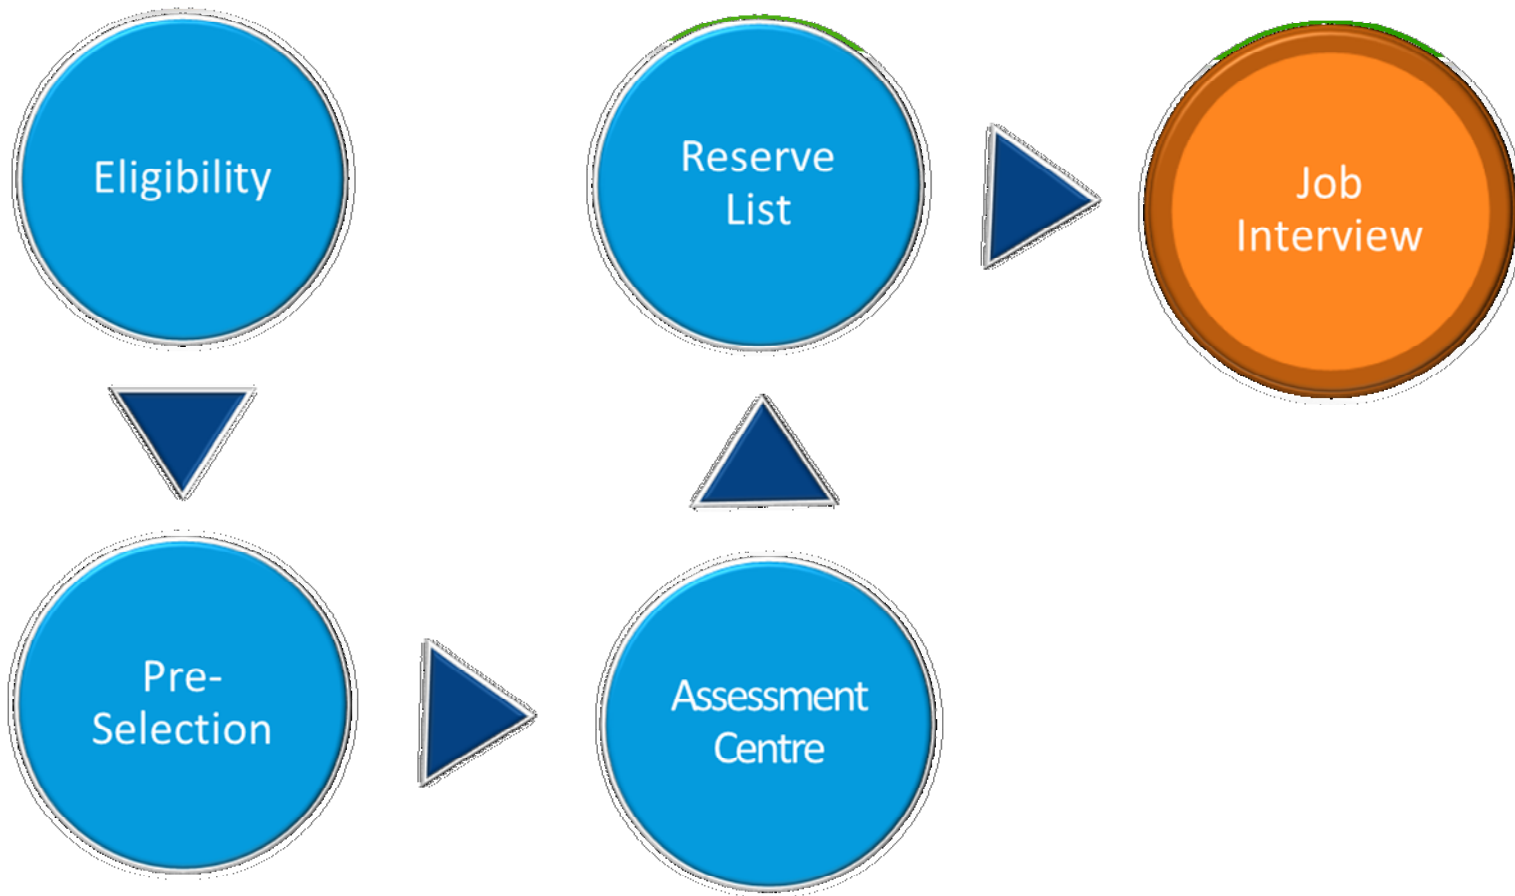 Eligibility
Pre-
Selection
Assessment
Centre
Reserve
List
Job
Interview